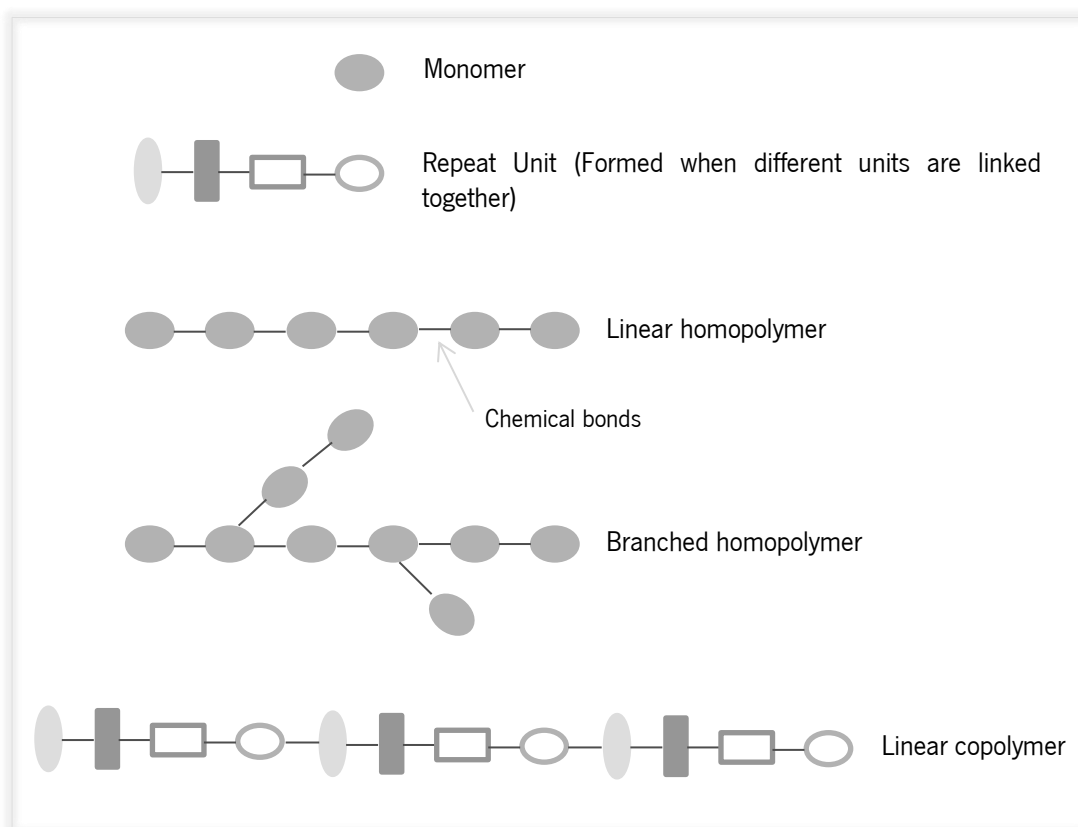 Monomer
Repeat Unit (Formed when different units are linked
together)
Linear homopolymer
Chemical bonds
Branched homopolymer
Linear copolymer